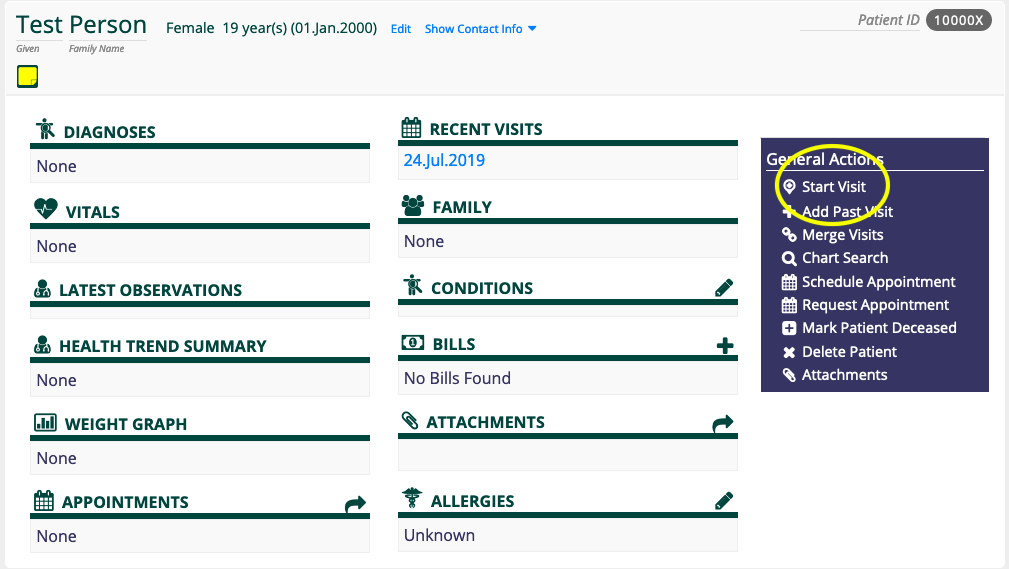 Test Person Female 19 year(s) (01.Jan.2000) Edit Show Contact Info Patient ID 10000X
Given Family Name
DIAGNOSES
None
VITALS
None
LATEST OBSERVATIONS
HEALTH TREND SUMMARY
None
WEIGHT GRAPH
None
APPOINTMENTS
None
RECENT VISITS
24.Jul.2019
FAMILY
None
CONDITIONS
BILLS
No Bills Found
ATTACHMENTS
ALLERGIES
Unknown
General Actions
Start Visit
Add Past Visit
Merge Visits
Chart Search
Schedule Appointment
Request Appointment
Mark Patient Deceased
Delete Patient
Attachments